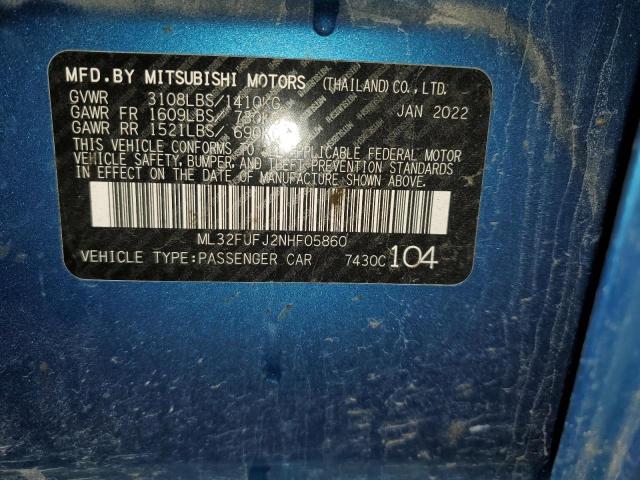 MFD. BY MITSUBISHI MOTORS (THAILAND) CO., LTD.
GVWR 3108LBS/1410KG JAN 2022
GAWR FR 1609LBS/ 730KG
GAWR RR 1521LBS/ 690KG
THIS VEHICLE CONFORMS TO ALL APPLICABLE FEDERAL MOTOR
VEHICLE SAFETY, BUMPER, AND THEFT PREVENTION STANDARDS
IN EFFECT ON THE DATE OF MANUFACTURE SHOWN ABOVE.
ML32FUFJ2NHF05860
VEHICLE TYPE:PASSENGER CAR 7430C 104